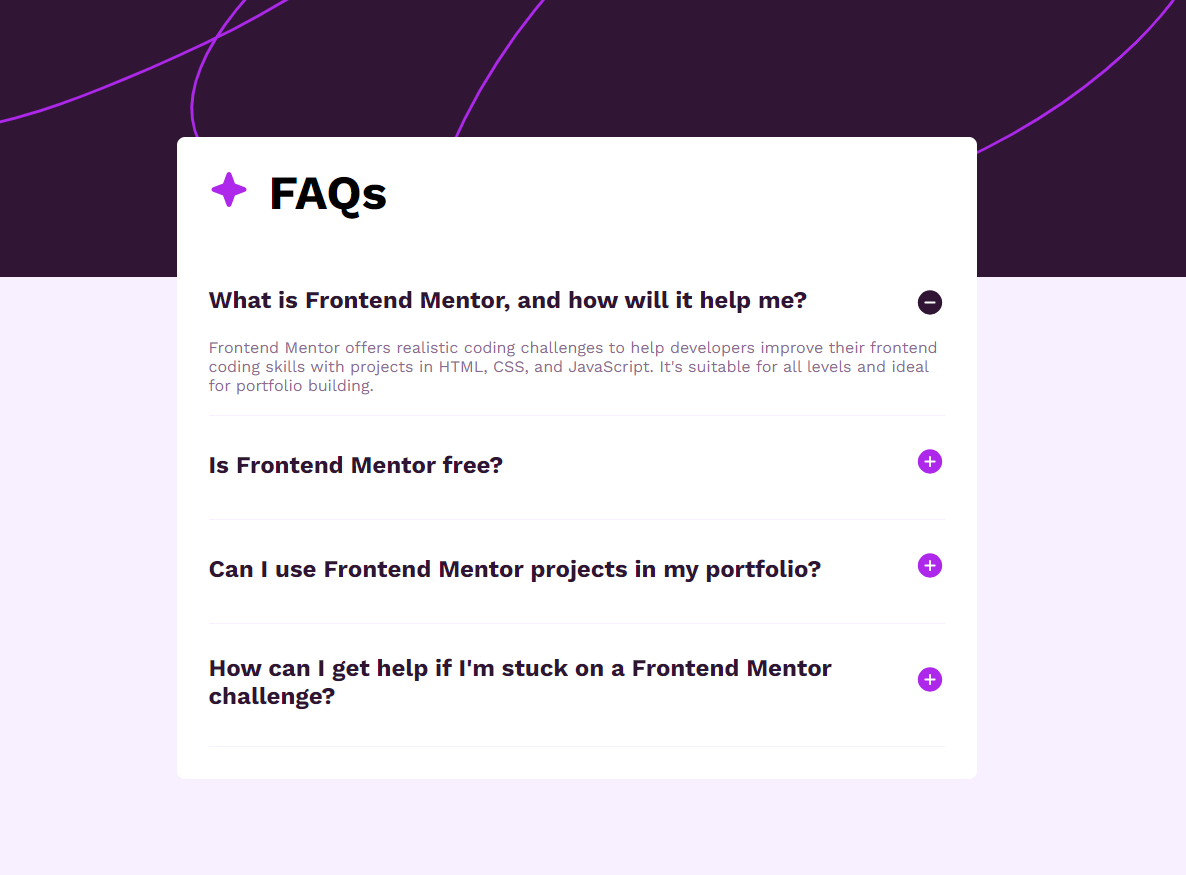 FAQs
What is Frontend Mentor, and how will it help me?
Frontend Mentor offers realistic coding challenges to help developers improve their frontend
coding skills with projects in HTML, CSS, and JavaScript. It's suitable for all levels and ideal
for portfolio building.
Is Frontend Mentor free?
Can I use Frontend Mentor projects in my portfolio?
How can I get help if I'm stuck on a Frontend Mentor
challenge?